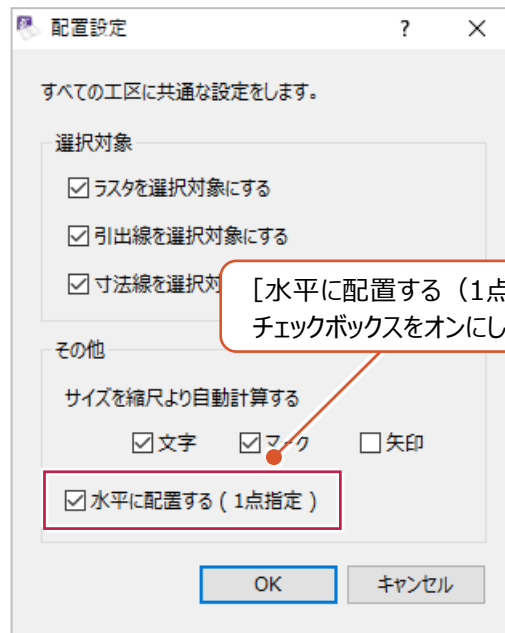 配置設定
すべての工区に共通な設定をします。
選択対象
ラスタを選択対象にする
引出線を選択対象にする
寸法線を選択対
[水平に配置する（1点
チェックボックスをオンにし
その他
サイズを縮尺より自動計算する
文字 マーク 矢印
水平に配置する ( 1点指定 )
OK キャンセル